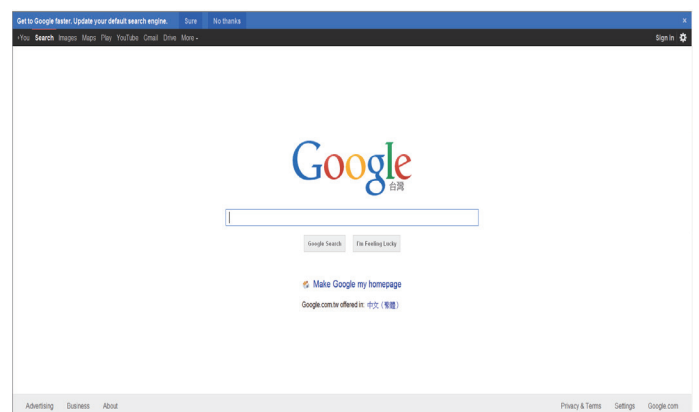 Get to Google faster. Update your default search engine. Sure No thanks x
+You Search Images Maps Play YouTube Gmail Drive More Sign in
Google
台灣
Google Search I'm Feeling Lucky
Make Google my homepage
Google.com.tw offered in: 中文（繁體）
Advertising Business About Privacy & Terms Settings Google.com